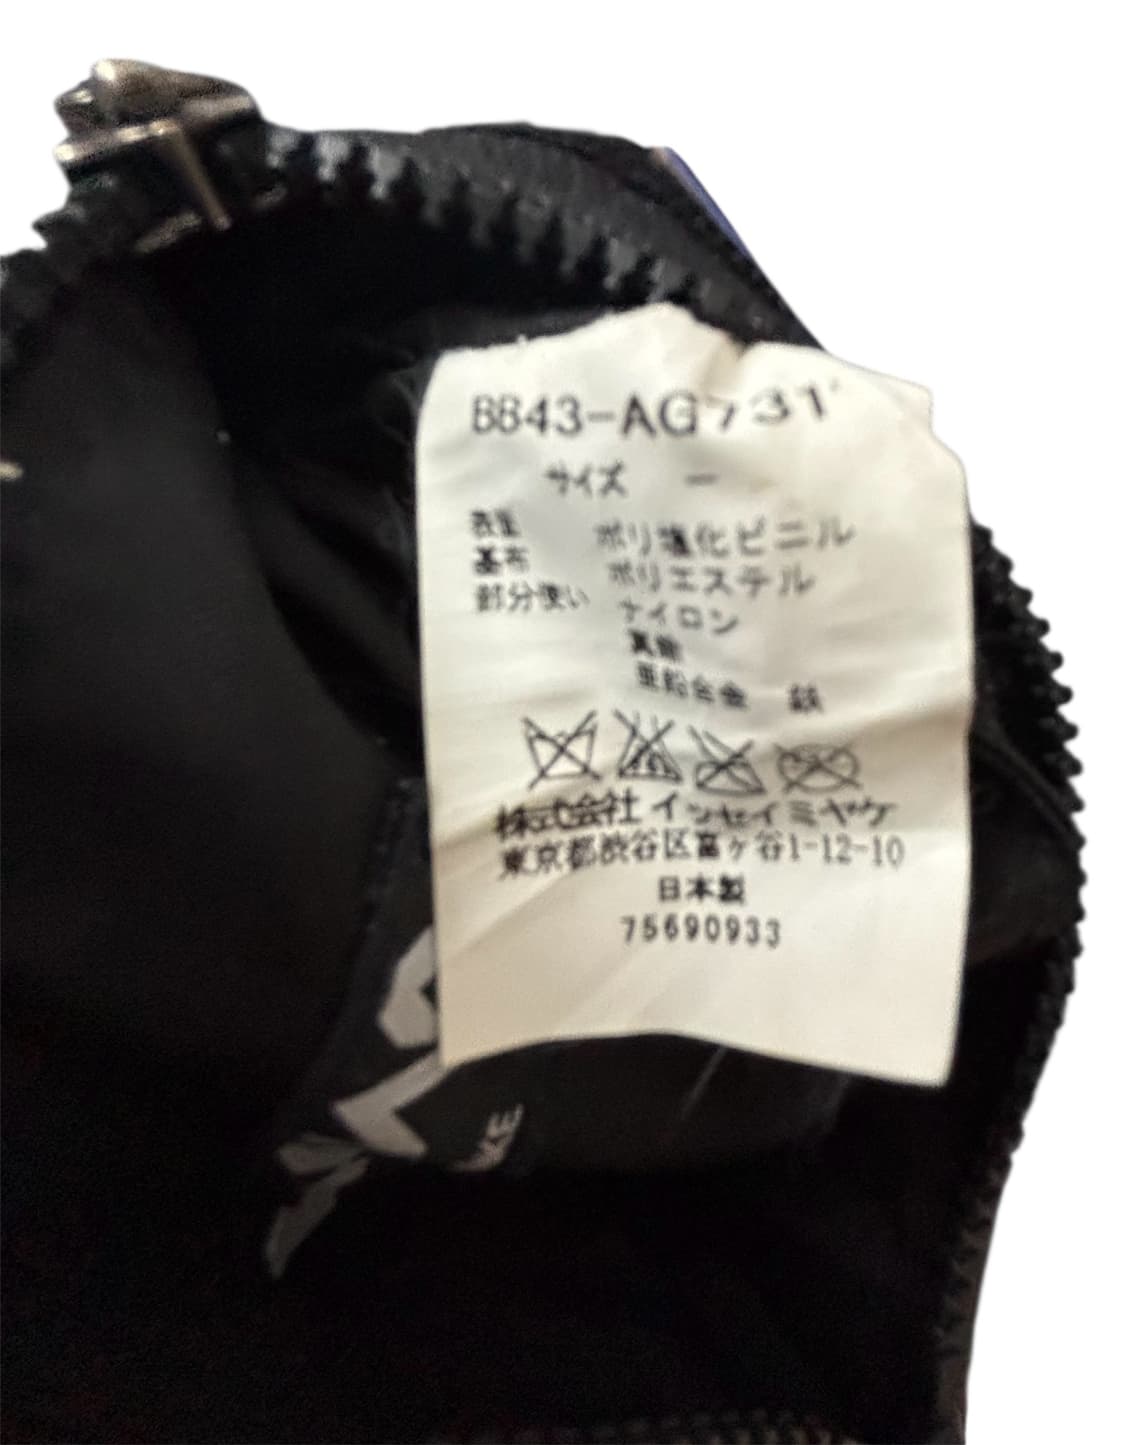 BB43-AG731
サイズ ー
表地 ポリ塩化ビニル
基布 ポリエステル
部分使い ナイロン
真鍮
亜鉛合金 鉄
株式会社イッセイミヤケ
東京都渋谷区富ヶ谷1-12-10
日本製
75690933
KE